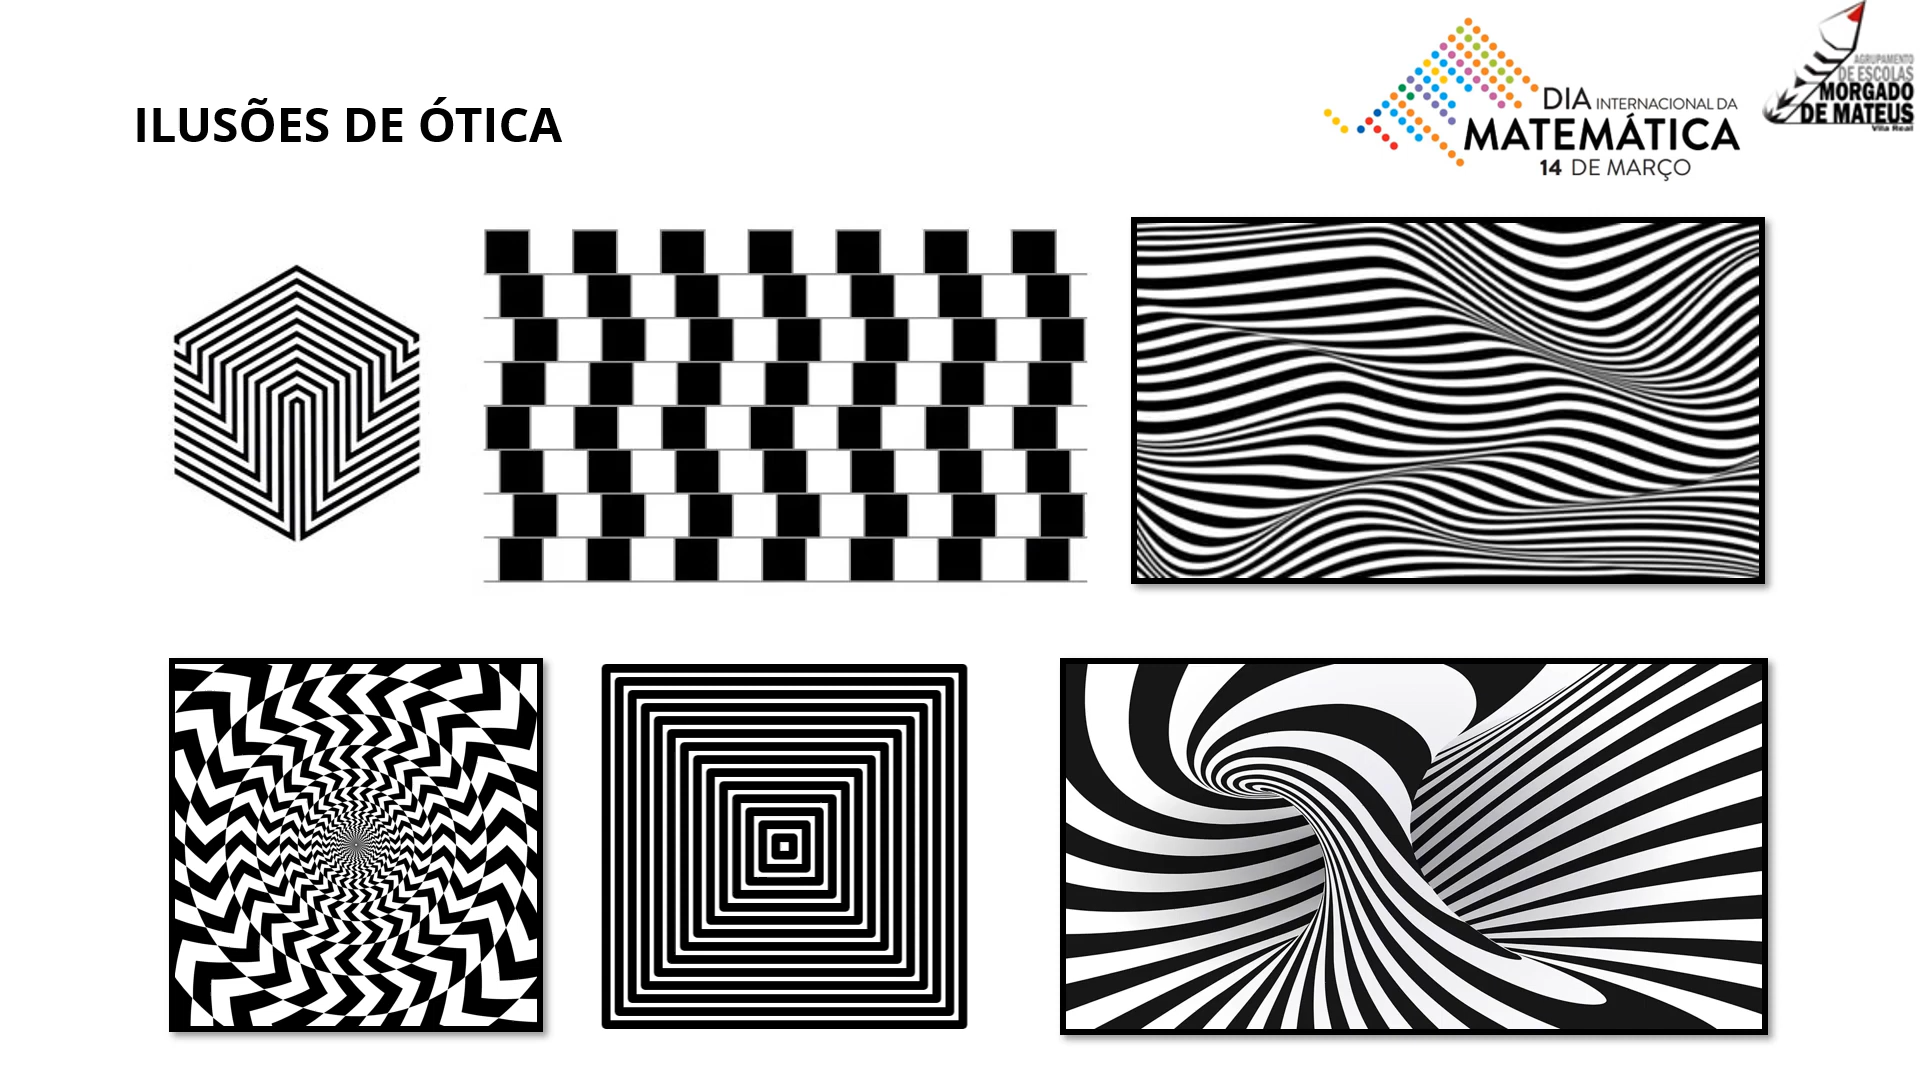 ILUSÕES DE ÓTICA
DIA INTERNACIONAL DA
MATEMÁTICA
14 DE MARÇO
AGRUPAMENTO
DE ESCOLAS
MORGADO
DE MATEUS
Vila Real